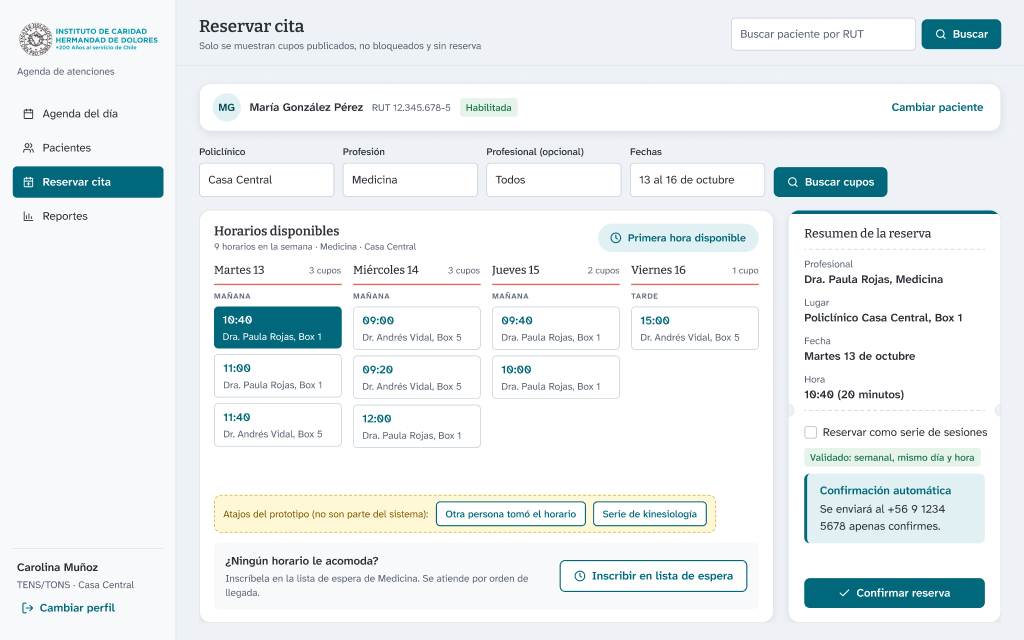 INSTITUTO DE CARIDAD
HERMANDAD DE DOLORES
+200 Años al servicio de Chile
Agenda de atenciones
Agenda del día
Pacientes
Reservar cita
Reportes
Carolina Muñoz
TENS/TONS · Casa Central
Cambiar perfil
Reservar cita
Solo se muestran cupos publicados, no bloqueados y sin reserva
Buscar paciente por RUT
Buscar
MG
María González Pérez
RUT 12.345.678-5
Habilitada
Cambiar paciente
Policlínico
Profesión
Profesional (opcional)
Fechas
Casa Central
Medicina
Todos
13 al 16 de octubre
Buscar cupos
Horarios disponibles
9 horarios en la semana · Medicina · Casa Central
Primera hora disponible
Martes 13
3 cupos
MAÑANA
10:40
Dra. Paula Rojas, Box 1
11:00
Dra. Paula Rojas, Box 1
11:40
Dr. Andrés Vidal, Box 5
Miércoles 14
3 cupos
MAÑANA
09:00
Dr. Andrés Vidal, Box 5
09:20
Dr. Andrés Vidal, Box 5
12:00
Dra. Paula Rojas, Box 1
Jueves 15
2 cupos
MAÑANA
09:40
Dra. Paula Rojas, Box 1
10:00
Dra. Paula Rojas, Box 1
Viernes 16
1 cupo
TARDE
15:00
Dr. Andrés Vidal, Box 5
Atajos del prototipo (no son parte del sistema):
Otra persona tomó el horario
Serie de kinesiología
¿Ningún horario le acomoda?
Inscríbela en la lista de espera de Medicina. Se atiende por orden de
llegada.
Inscribir en lista de espera
Resumen de la reserva
Profesional
Dra. Paula Rojas, Medicina
Lugar
Policlínico Casa Central, Box 1
Fecha
Martes 13 de octubre
Hora
10:40 (20 minutos)
Reservar como serie de sesiones
Validado: semanal, mismo día y hora
Confirmación automática
Se enviará al +56 9 1234
5678 apenas confirmes.
Confirmar reserva